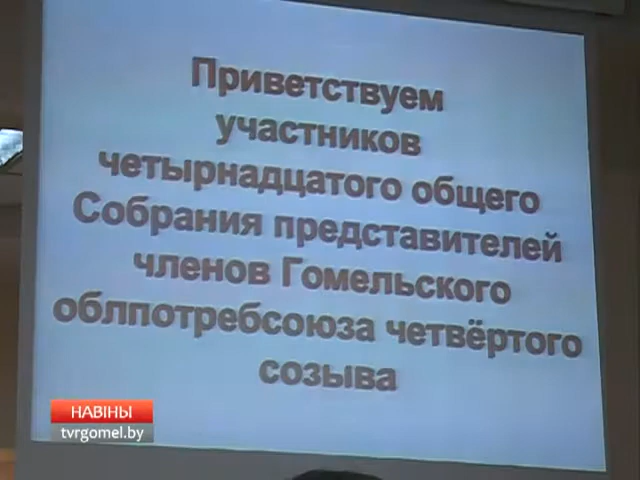 Приветствуем
участников
четырнадцатого общего
Собрания представителей
членов Гомельского
облпотребсоюза четвёртого
созыва
НАВІНЫ
tvrgomel.by